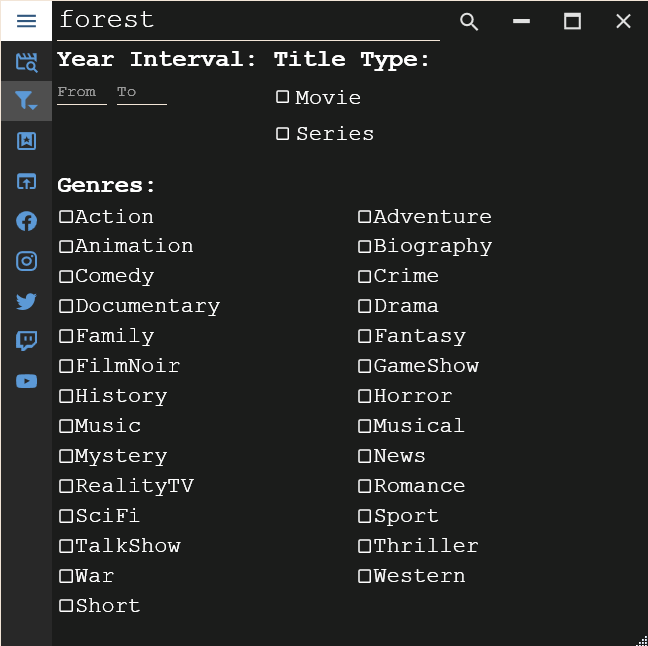 forest
Year Interval: Title Type:
From To
Movie
Series
Genres:
Action Adventure
Animation Biography
Comedy Crime
Documentary Drama
Family Fantasy
FilmNoir GameShow
History Horror
Music Musical
Mystery News
RealityTV Romance
SciFi Sport
TalkShow Thriller
War Western
Short